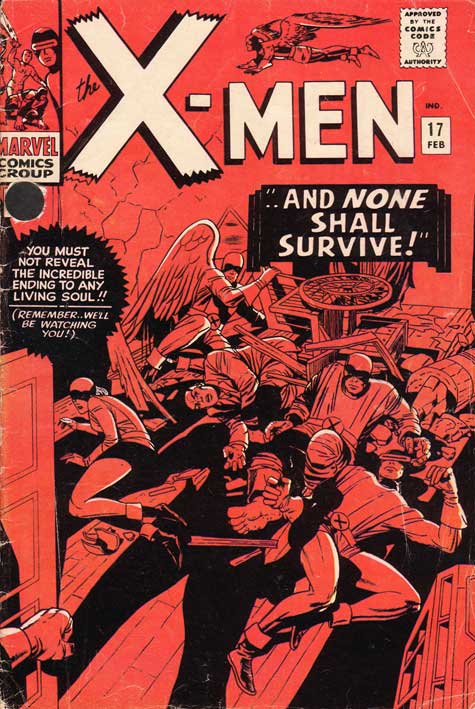 APPROVED
BY THE
COMICS
CODE
AUTHORITY
the
X-MEN
IND.
17
FEB
MARVEL
COMICS
GROUP
"..AND NONE
SHALL
SURVIVE!"
YOU MUST
NOT REVEAL
THE INCREDIBLE
ENDING TO ANY
LIVING SOUL!!
(REMEMBER..WE'LL
BE WATCHING
YOU!)
X